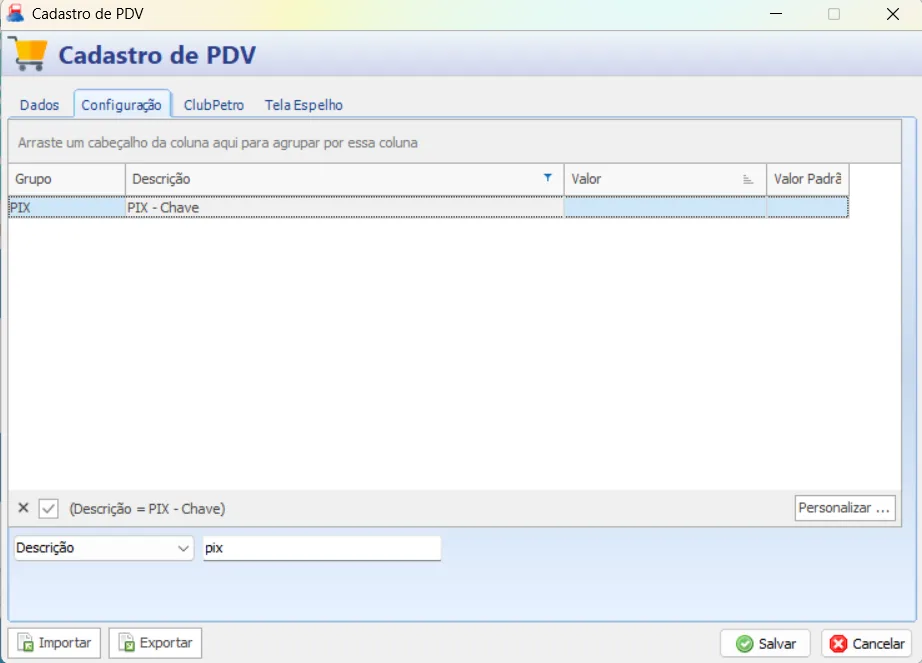 Cadastro de PDV
Cadastro de PDV
Dados Configuração ClubPetro Tela Espelho
Arraste um cabeçalho da coluna aqui para agrupar por essa coluna
Grupo Descrição Valor Valor Padrã
PIX PIX - Chave
(Descrição = PIX - Chave) Personalizar ...
Descrição pix
Importar Exportar Salvar Cancelar